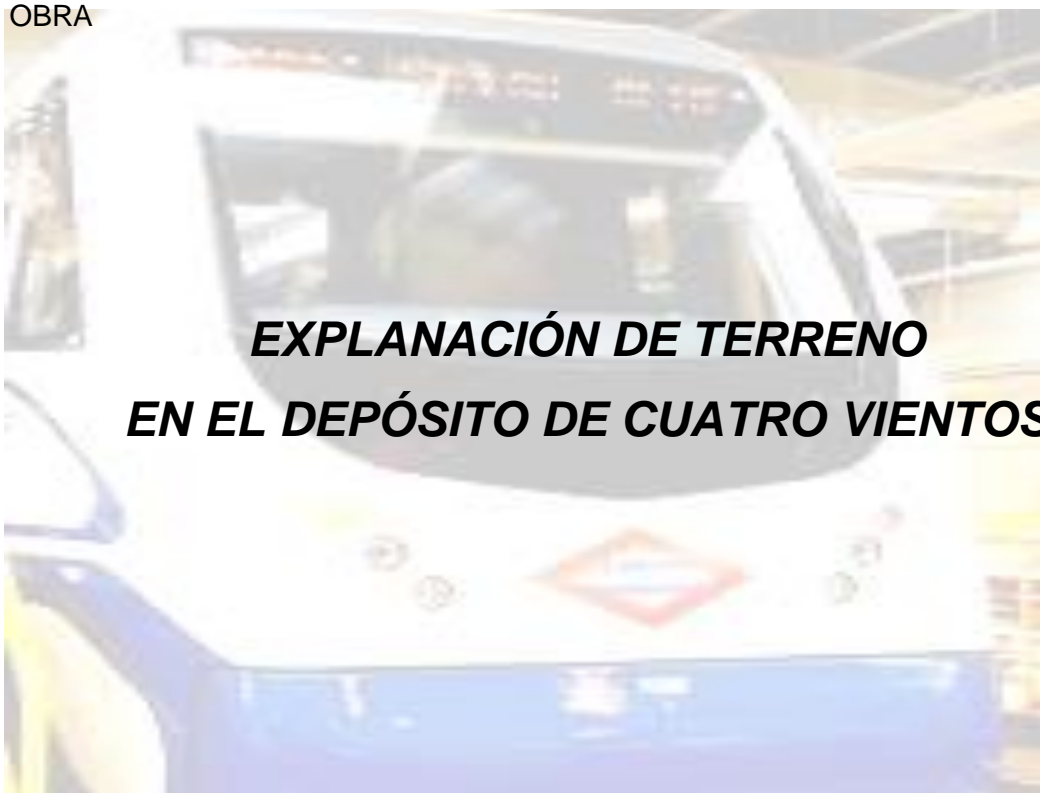 OBRA
EXPLANACIÓN DE TERRENO
EN EL DEPÓSITO DE CUATRO VIENTOS